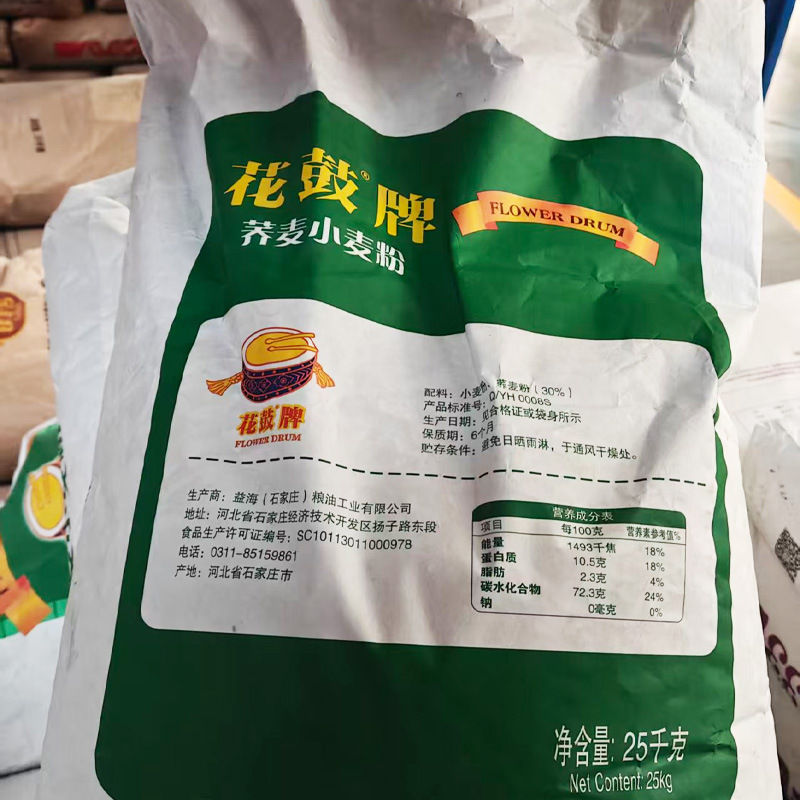 花鼓®牌
荞麦小麦粉
FLOWER DRUM
花鼓®牌
FLOWER DRUM
配料：小麦粉、荞麦粉（30%）
产品标准号：Q/YH 0008S
生产日期：见合格证或袋身所示
保质期：6个月
贮存条件：避免日晒雨淋，于通风干燥处。
生产商：益海（石家庄）粮油工业有限公司
地址：河北省石家庄经济技术开发区扬子路东段
食品生产许可证编号：SC10113011000978
电话：0311-85159861
产地：河北省石家庄市
营养成分表
项目 每100克 营养素参考值%
能量 1493千焦 18%
蛋白质 10.5克 18%
脂肪 2.3克 4%
碳水化合物 72.3克 24%
钠 0毫克 0%
净含量: 25千克
Net Content: 25kg